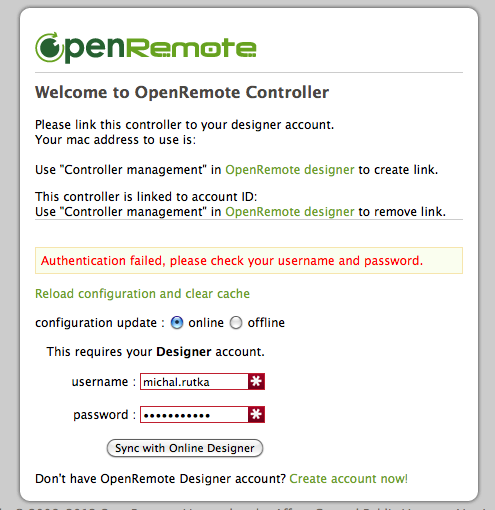 OpenRemote
Welcome to OpenRemote Controller
Please link this controller to your designer account.
Your mac address to use is:
Use "Controller management" in OpenRemote designer to create link.
This controller is linked to account ID:
Use "Controller management" in OpenRemote designer to remove link.
Authentication failed, please check your username and password.
Reload configuration and clear cache
configuration update : online offline
This requires your Designer account.
username : michal.rutka *
password : ••••••••••• *
Sync with Online Designer
Don't have OpenRemote Designer account? Create account now!